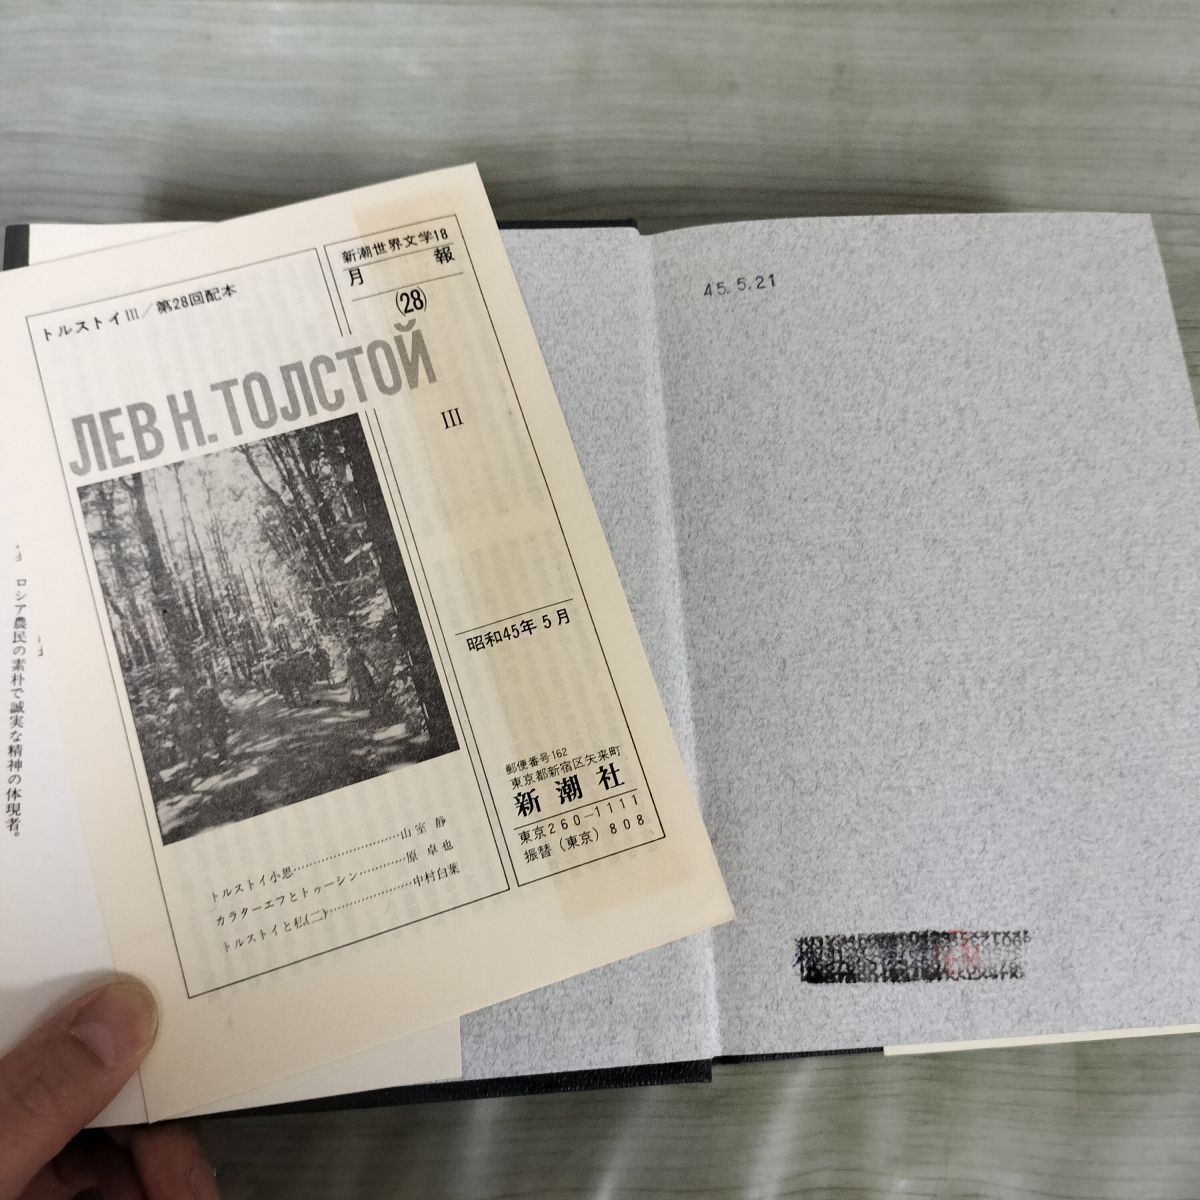 トルストイⅢ／第28回配本
新潮世界文学18
月報
(28)
ЛЕВ Н. ТОЛСТОЙ
Ⅲ
昭和45年5月
郵便番号162
東京都新宿区矢来町
新潮社
東京260-1111
振替(東京)808
トルストイ小思…………………………山室 静
カラターエフとトゥーシン…………原 卓也
トルストイと私(二)……………………中村白葉
45.5.21
ロシア農民の素朴で誠実な精神の体現者。